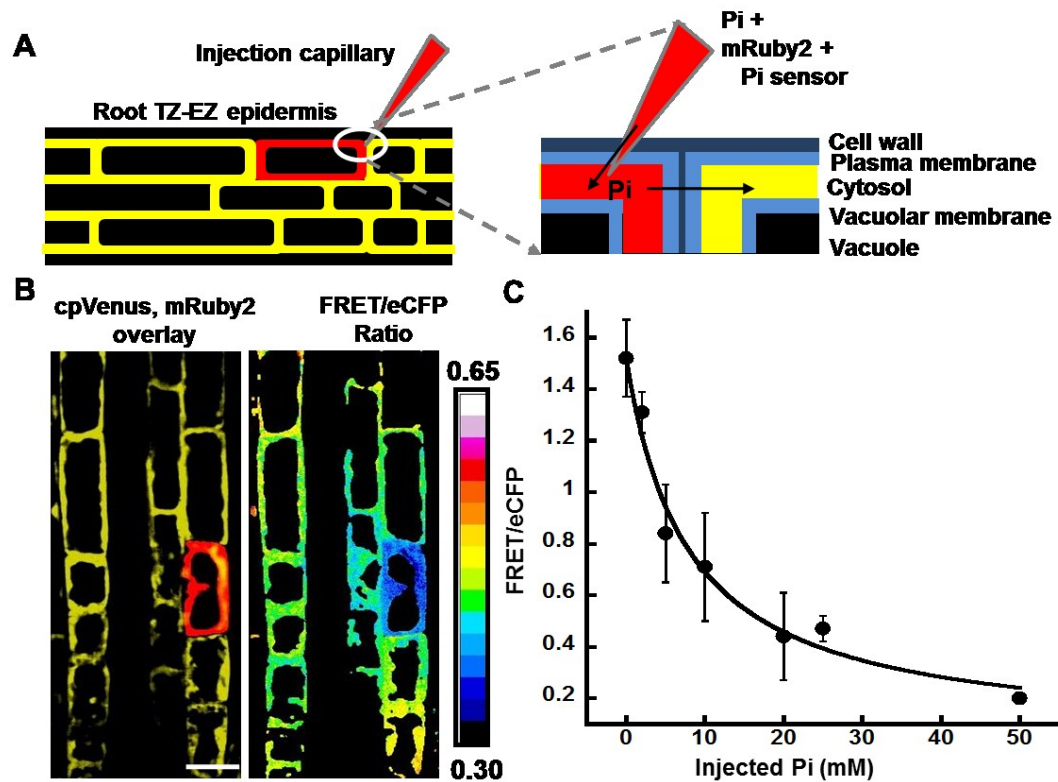 A
Injection capillary
Root TZ-EZ epidermis
Pi +
mRuby2 +
Pi sensor
Pi
Cell wall
Plasma membrane
Cytosol
Vacuolar membrane
Vacuole
B
cpVenus, mRuby2
overlay
FRET/eCFP
Ratio
0.65
0.30
C
FRET/eCFP
1.6
1.4
1.2
1
0.8
0.6
0.4
0.2
0 10 20 30 40 50
Injected Pi (mM)